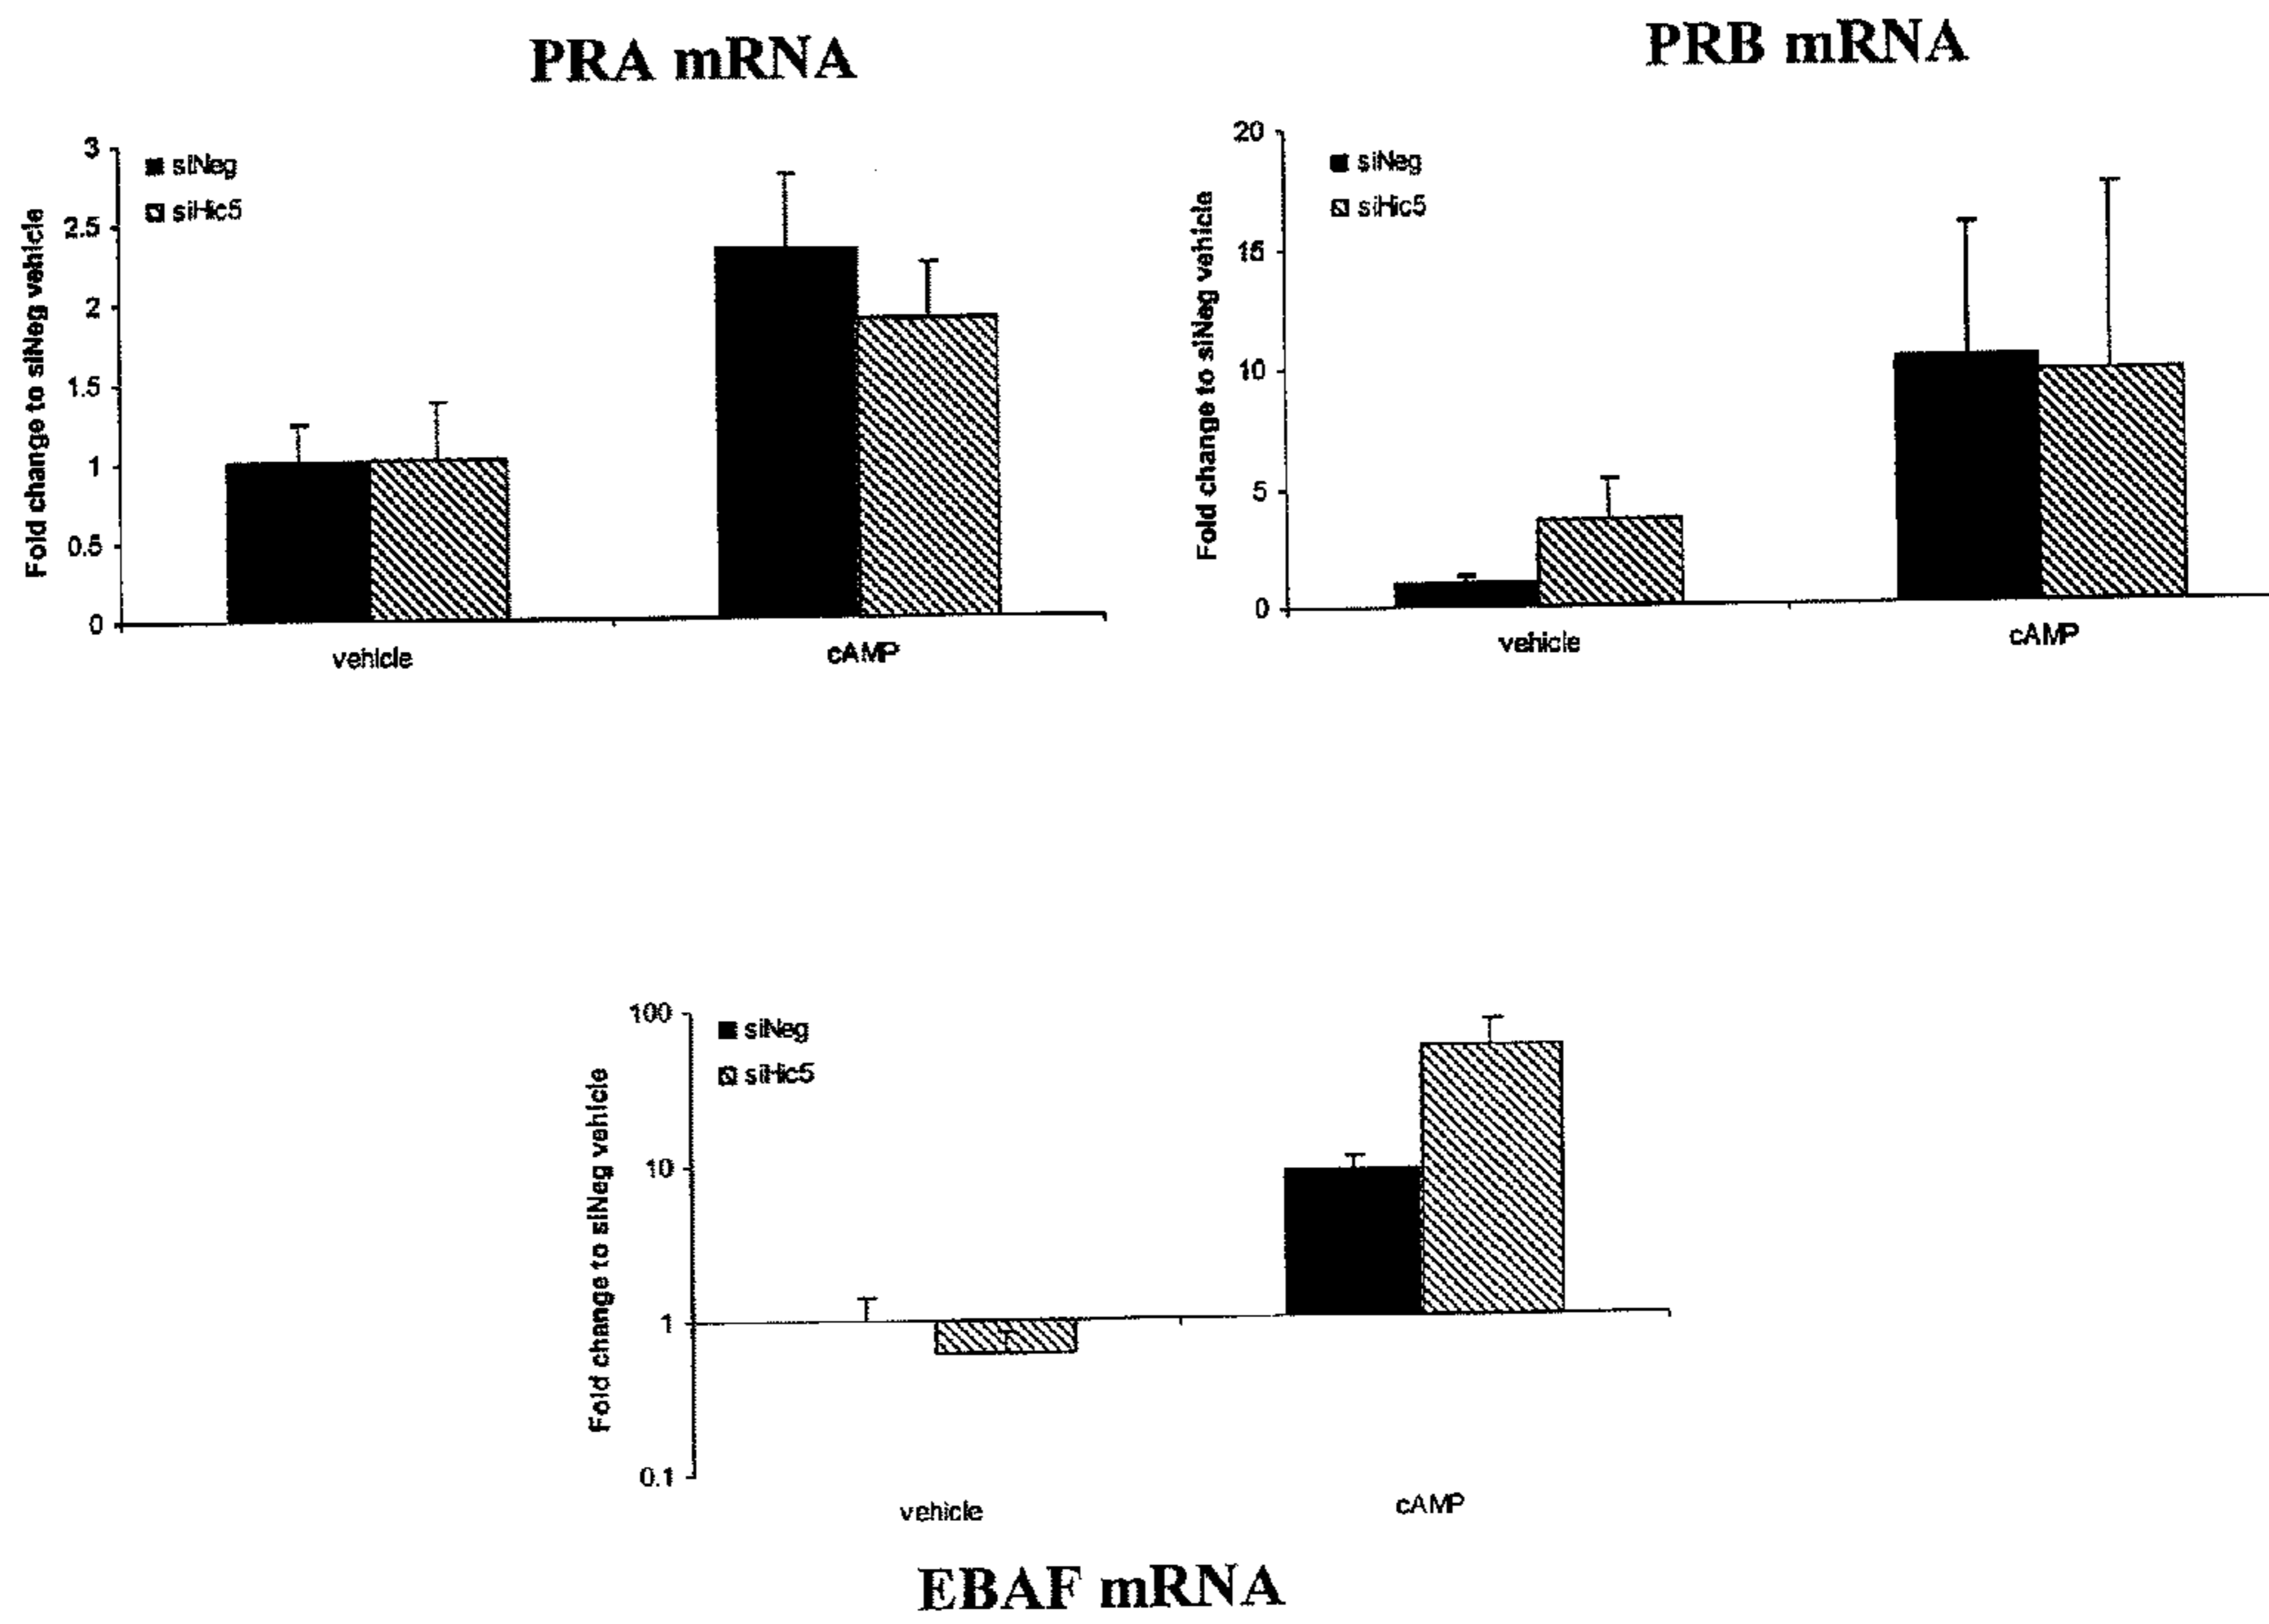 PRA mRNA
Fold change to siNeg vehicle
3
2.5
2
1.5
1
0.5
0
siNeg
siHic5
vehicle
cAMP
PRB mRNA
Fold change to siNeg vehicle
20
15
10
5
0
siNeg
siHic5
vehicle
cAMP
Fold change to siNeg vehicle
100
10
1
0.1
siNeg
siHic5
vehicle
cAMP
EBAF mRNA